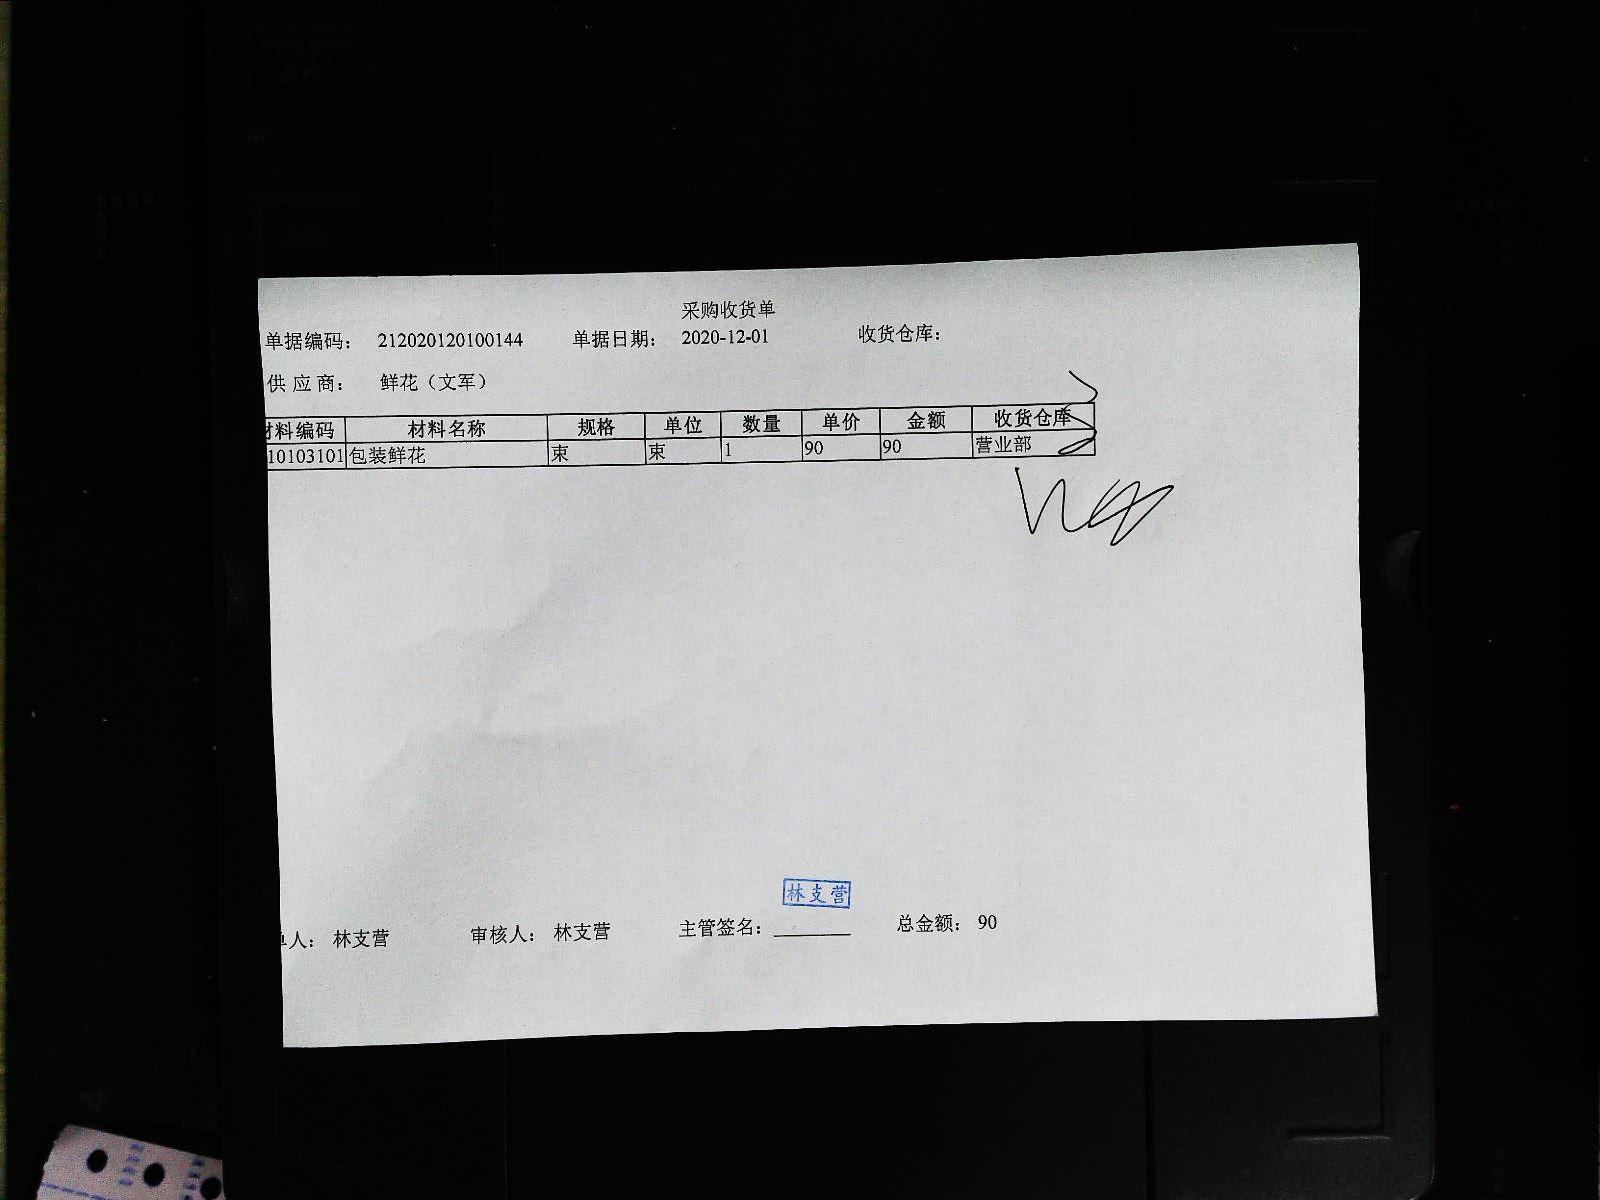 采购收货单
单据编码： 212020120100144 单据日期： 2020-12-01 收货仓库：
供应商： 鲜花（文军）
材料编码 材料名称 规格 单位 数量 单价 金额 收货仓库
10103101 包装鲜花 束 束 1 90 90 营业部
林支营
人： 林支营 审核人： 林支营 主管签名： 总金额： 90